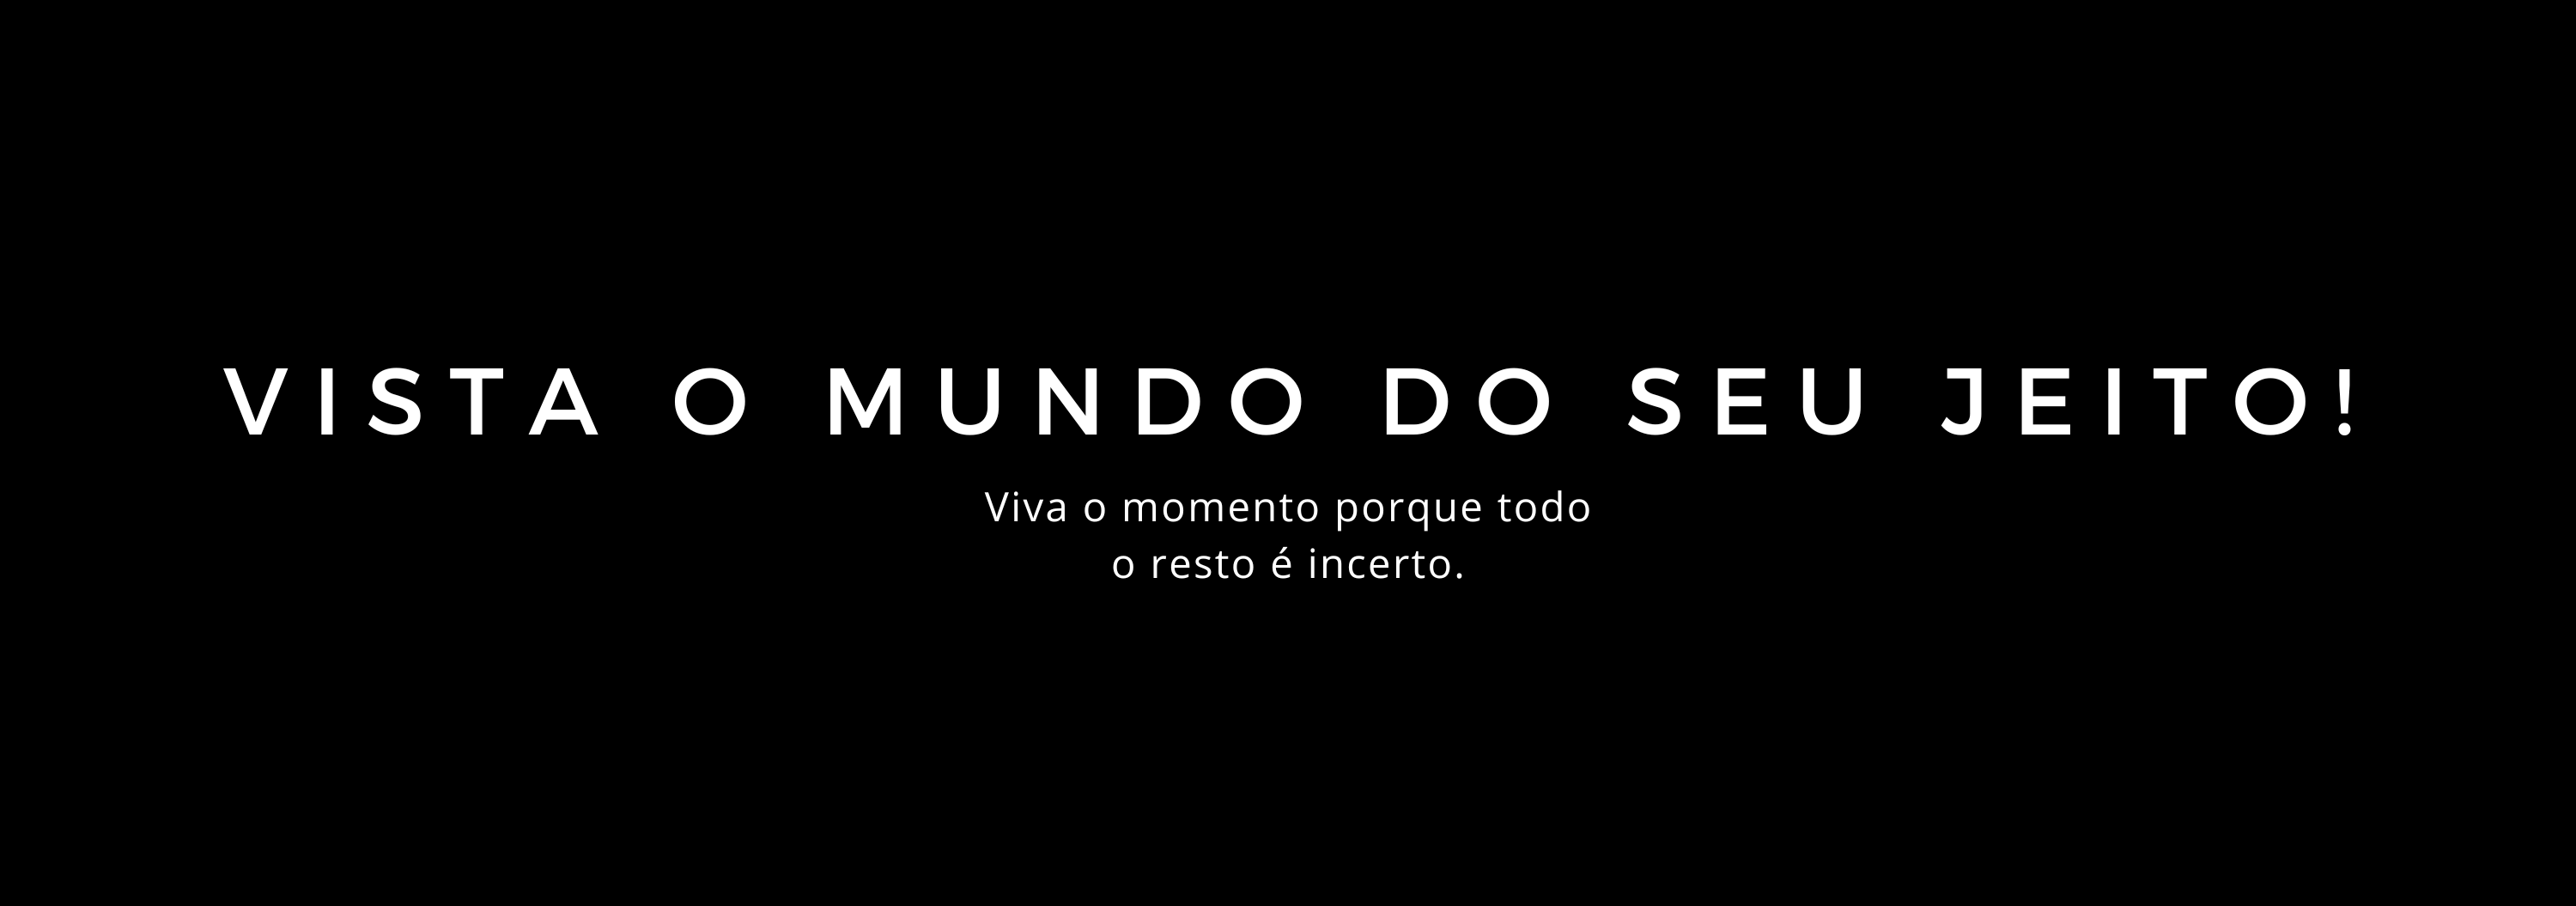 VISTA O MUNDO DO SEU JEITO!
Viva o momento porque todo
o resto é incerto.